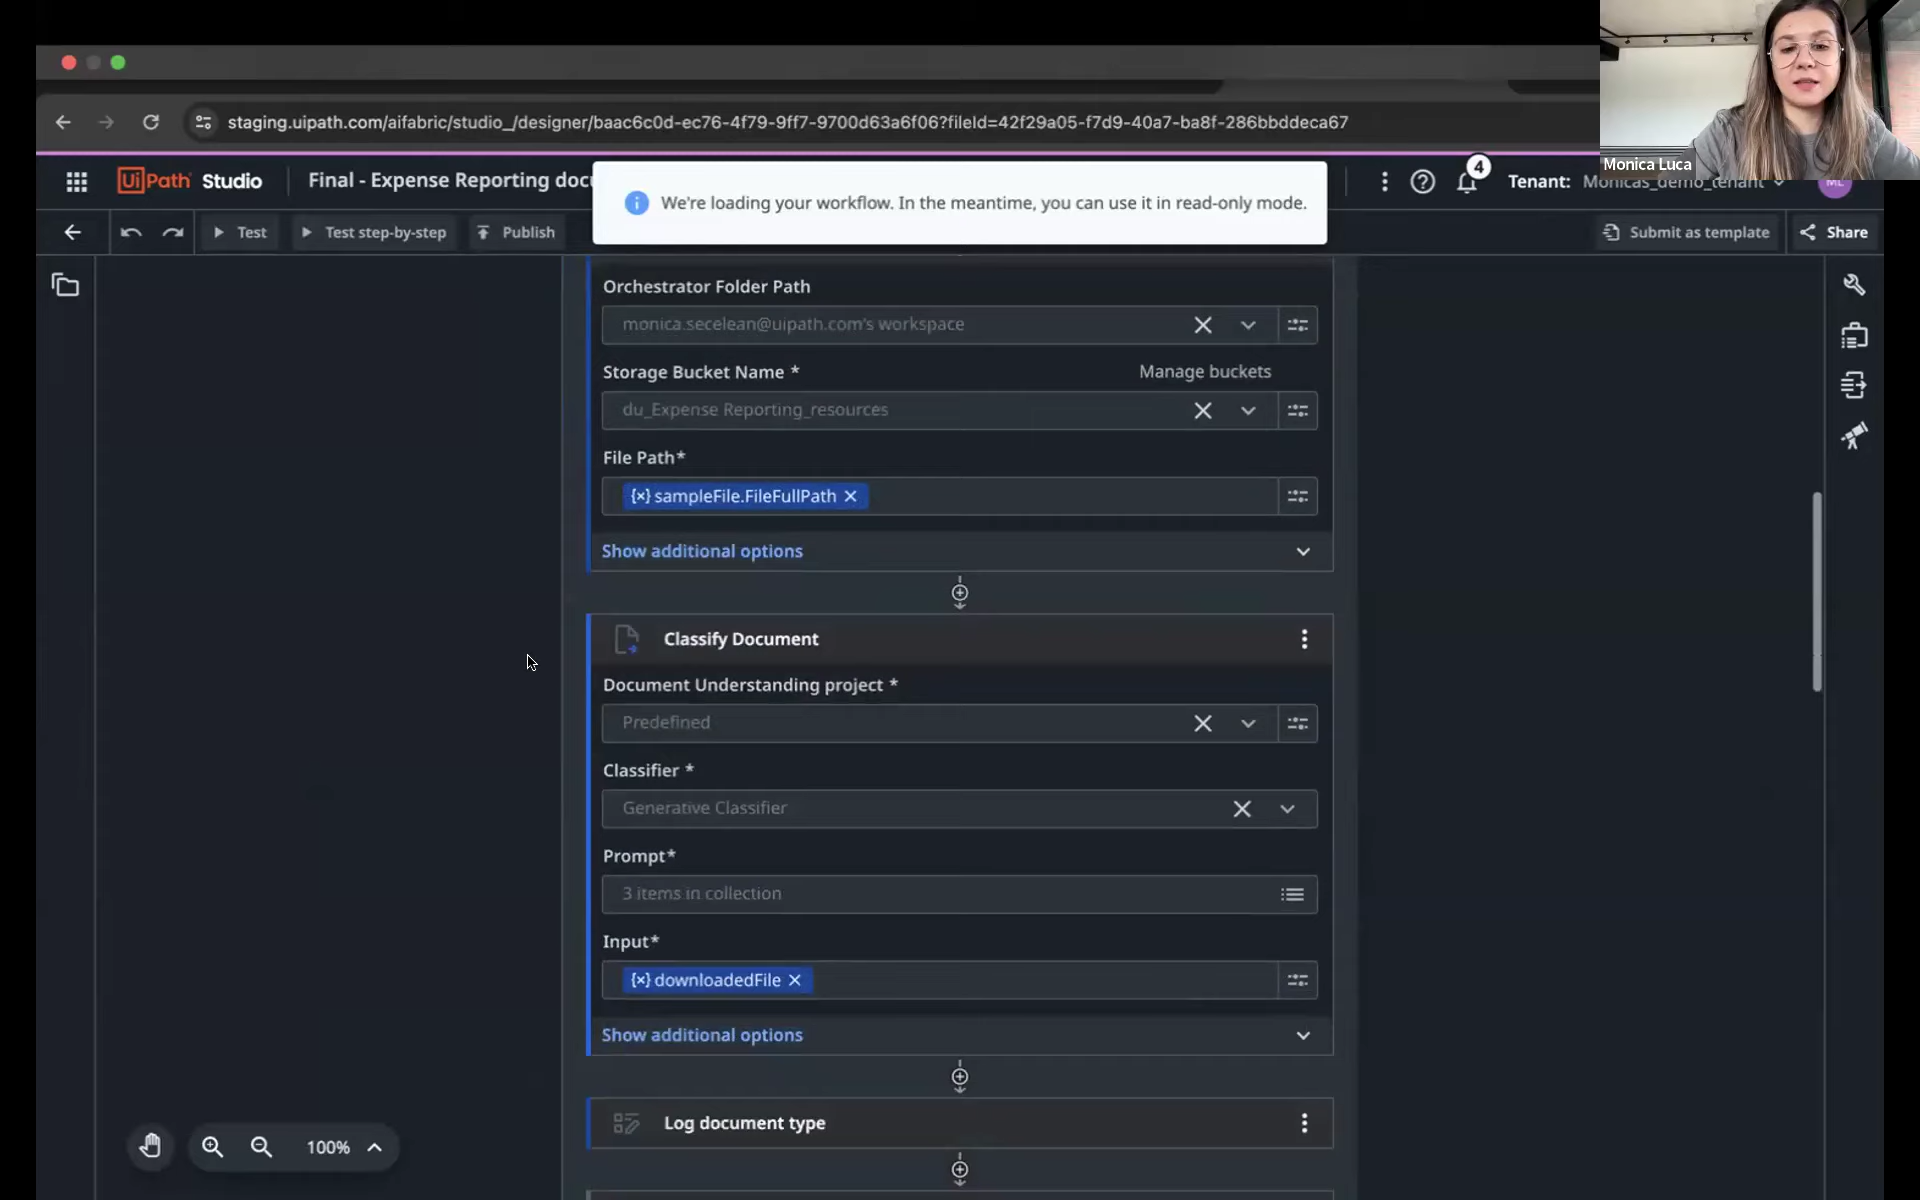 staging.uipath.com/aifabric/studio_/designer/baac6c0d-ec76-4f79-9ff7-9700d63a6f06?fileId=42f29a05-f7d9-40a7-ba8f-286bbddeca67
Monica Luca
UiPath Studio
Final - Expense Reporting doc
We're loading your workflow. In the meantime, you can use it in read-only mode.
4
Tenant: Monicas_demo_tenant
ML
Test
Test step-by-step
Publish
Submit as template
Share
Orchestrator Folder Path
monica.secelean@uipath.com's workspace
Storage Bucket Name *
Manage buckets
du_Expense Reporting_resources
File Path*
{×} sampleFile.FileFullPath
Show additional options
Classify Document
Document Understanding project *
Predefined
Classifier *
Generative Classifier
Prompt*
3 items in collection
Input*
{×} downloadedFile
Show additional options
Log document type
100%